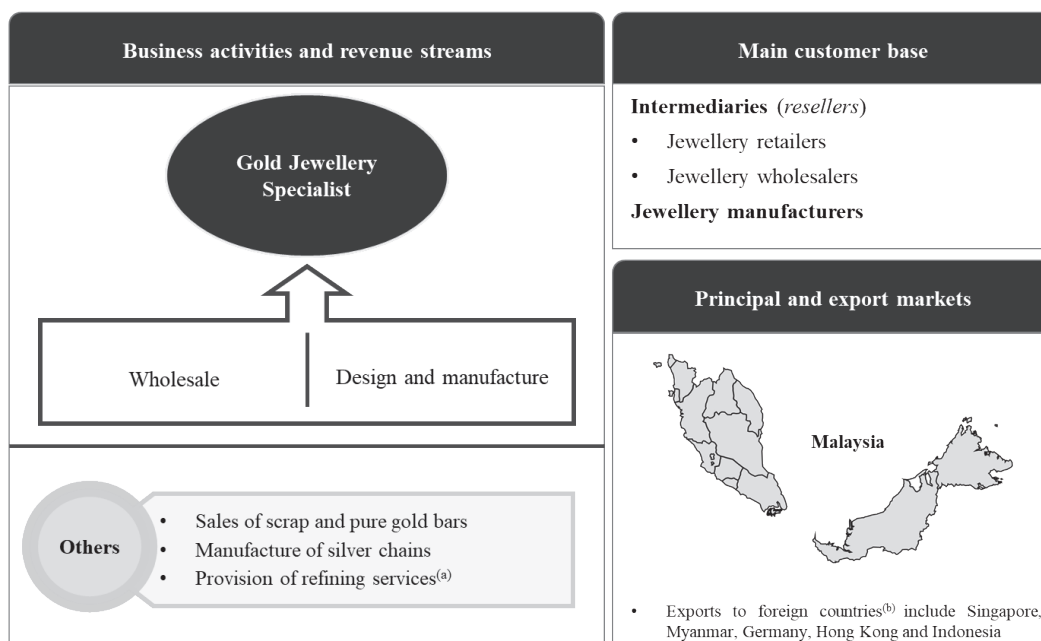 Business activities and revenue streams
Gold Jewellery
Specialist
Wholesale
Design and manufacture
Others
• Sales of scrap and pure gold bars
• Manufacture of silver chains
• Provision of refining services(a)
Main customer base
Intermediaries (resellers)
• Jewellery retailers
• Jewellery wholesalers
Jewellery manufacturers
Principal and export markets
Malaysia
• Exports to foreign countries(b) include Singapore,
Myanmar, Germany, Hong Kong and Indonesia